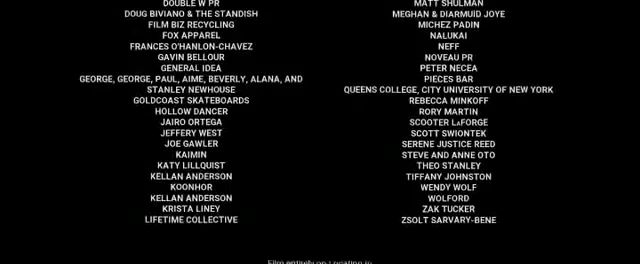 DOUBLE W PR
DOUG BIVIANO & THE STANDISH
FILM BIZ RECYCLING
FOX APPAREL
FRANCES O'HANLON-CHAVEZ
GAVIN BELLOUR
GENERAL IDEA
GEORGE, GEORGE, PAUL, AIME, BEVERLY, ALANA, AND
STANLEY NEWHOUSE
GOLDCOAST SKATEBOARDS
HOLLOW DANCER
JAIRO ORTEGA
JEFFERY WEST
JOE GAWLER
KAIMIN
KATY LILLQUIST
KELLAN ANDERSON
KOONHOR
KELLAN ANDERSON
KRISTA LINEY
LIFETIME COLLECTIVE
MATT SHULMAN
MEGHAN & DIARMUID JOYE
MICHEZ PADIN
NALUKAI
NEFF
NOVEAU PR
PETER NECEA
PIECES BAR
QUEENS COLLEGE, CITY UNIVERSITY OF NEW YORK
REBECCA MINKOFF
RORY MARTIN
SCOOTER LAFORGE
SCOTT SWIONTEK
SERENE JUSTICE REED
STEVE AND ANNE OTO
THEO STANLEY
TIFFANY JOHNSTON
WENDY WOLF
WOLFORD
ZAK TUCKER
ZSOLT SARVARY-BENE
Film entirely on Location in